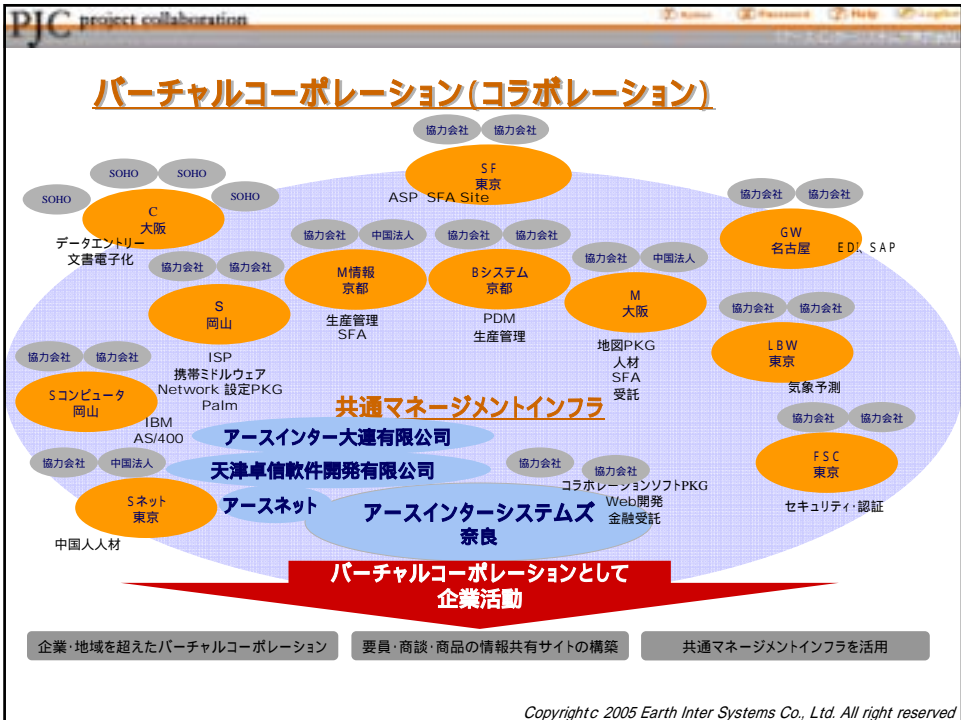 PJC project collaboration
Help
バーチャルコーポレーション(コラボレーション)
協力会社 協力会社
SF
東京
ASP SFA Site
SOHO SOHO SOHO SOHO
C
大阪
データエントリー
文書電子化
協力会社 協力会社
GW
名古屋
EDI、SAP
協力会社 中国法人
M情報
京都
生産管理
SFA
協力会社 協力会社
Bシステム
京都
PDM
生産管理
協力会社 中国法人
M
大阪
地図PKG
人材
SFA
受託
協力会社 協力会社
S
岡山
ISP
携帯ミドルウェア
Network 設定PKG
Palm
協力会社 協力会社
LBW
東京
気象予測
協力会社 協力会社
Sコンピュータ
岡山
IBM
AS/400
共通マネージメントインフラ
アースインター大連有限公司
天津卓信軟件開発有限公司
アースネット
協力会社 協力会社
FSC
東京
セキュリティ・認証
協力会社 中国法人
Sネット
東京
中国人人材
協力会社 協力会社
コラボレーションソフトPKG
Web開発
金融受託
アースインターシステムズ
奈良
バーチャルコーポレーションとして
企業活動
企業・地域を超えたバーチャルコーポレーション
要員・商談・商品の情報共有サイトの構築
共通マネージメントインフラを活用
Copyrightc 2005 Earth Inter Systems Co., Ltd. All right reserved